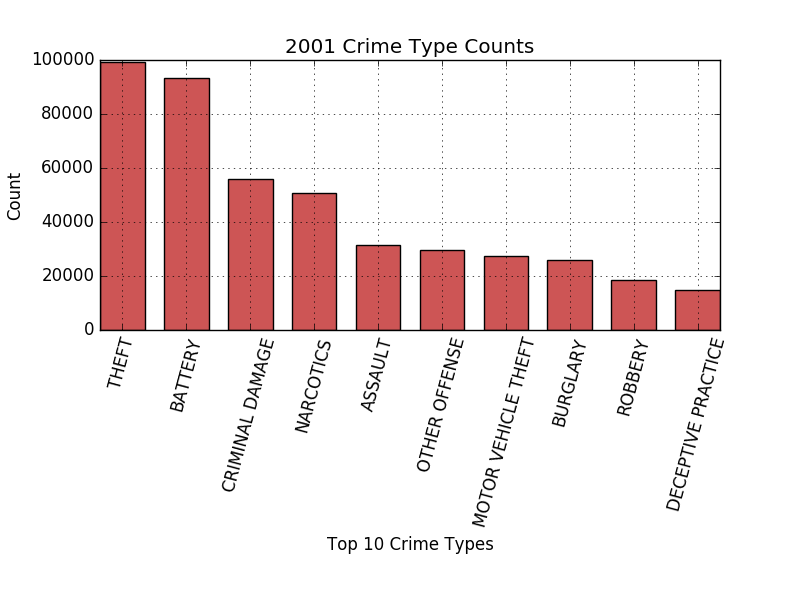 2001 Crime Type Counts
100000
80000
60000
40000
20000
0
Count
THEFT
BATTERY
CRIMINAL DAMAGE
NARCOTICS
ASSAULT
OTHER OFFENSE
MOTOR VEHICLE THEFT
BURGLARY
ROBBERY
DECEPTIVE PRACTICE
Top 10 Crime Types